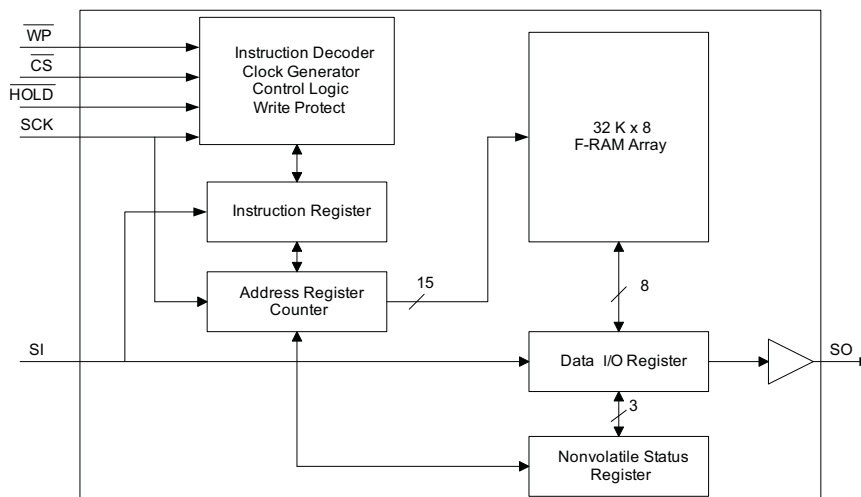 WP
CS
HOLD
SCK
Instruction Decoder
Clock Generator
Control Logic
Write Protect
32 K x 8
F-RAM Array
Instruction Register
Address Register
Counter
15
8
SI
Data I/O Register
SO
3
Nonvolatile Status
Register